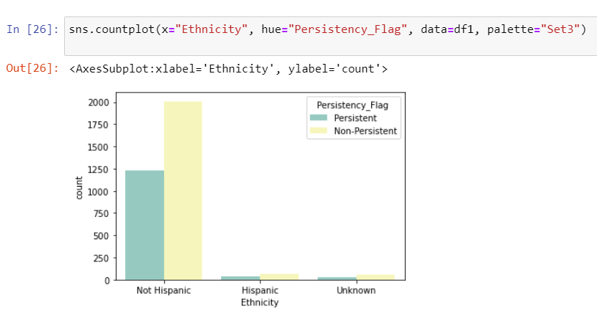 In [26]: sns.countplot(x="Ethnicity", hue="Persistency_Flag", data=df1, palette="Set3")
Out[26]: <AxesSubplot:xlabel='Ethnicity', ylabel='count'>
Persistency_Flag
Persistent
Non-Persistent
2000
1750
1500
1250
1000
750
500
250
0
count
Not Hispanic Hispanic Unknown
Ethnicity